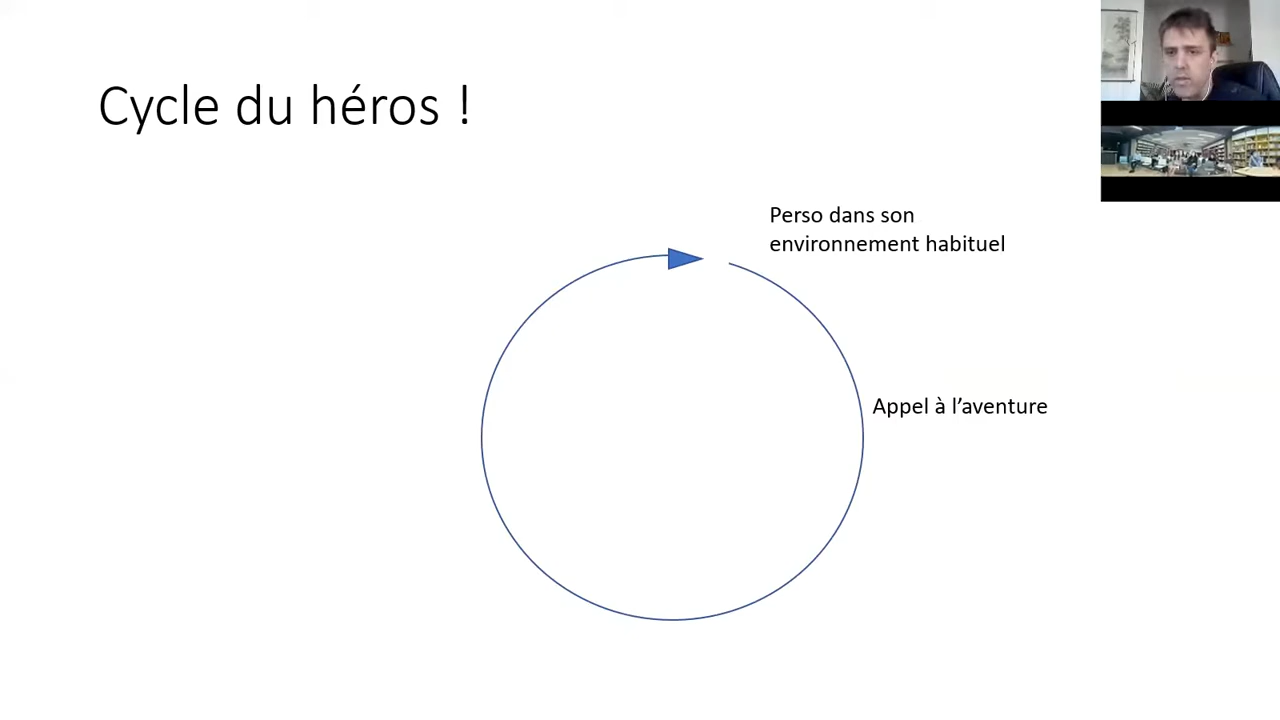 Cycle du héros !
Perso dans son
environnement habituel
Appel à l’aventure